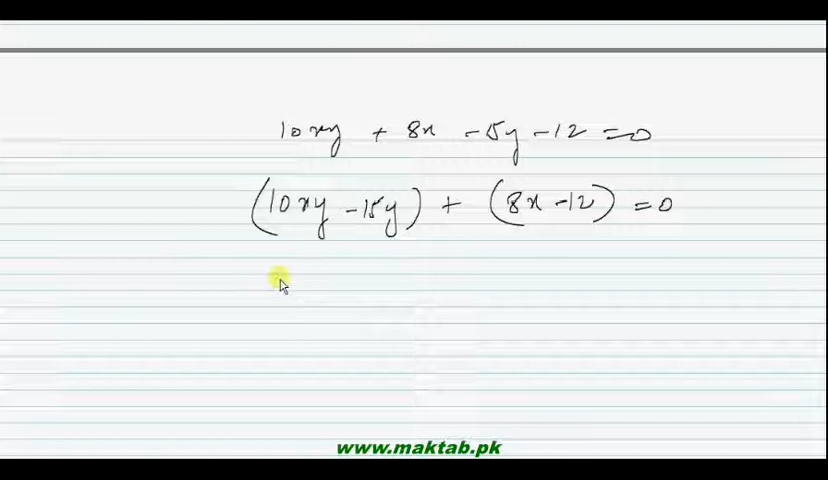 10xy + 8x - 15y - 12 = 0
(10xy - 15y) + (8x - 12) = 0
www.maktab.pk